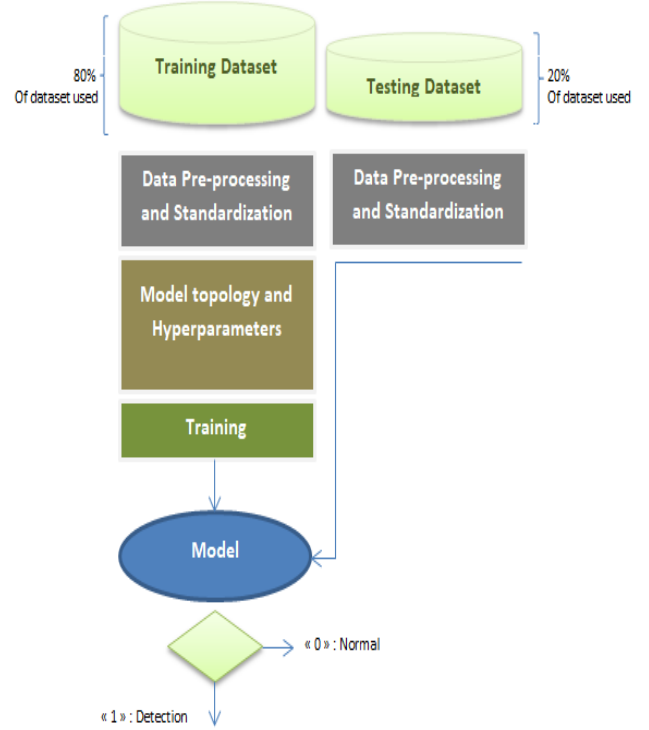 Training Dataset
80%
Of dataset used
Testing Dataset
20%
Of dataset used
Data Pre-processing
and Standardization
Data Pre-processing
and Standardization
Model topology and
Hyperparameters
Training
Model
« 0 » : Normal
« 1 » : Detection